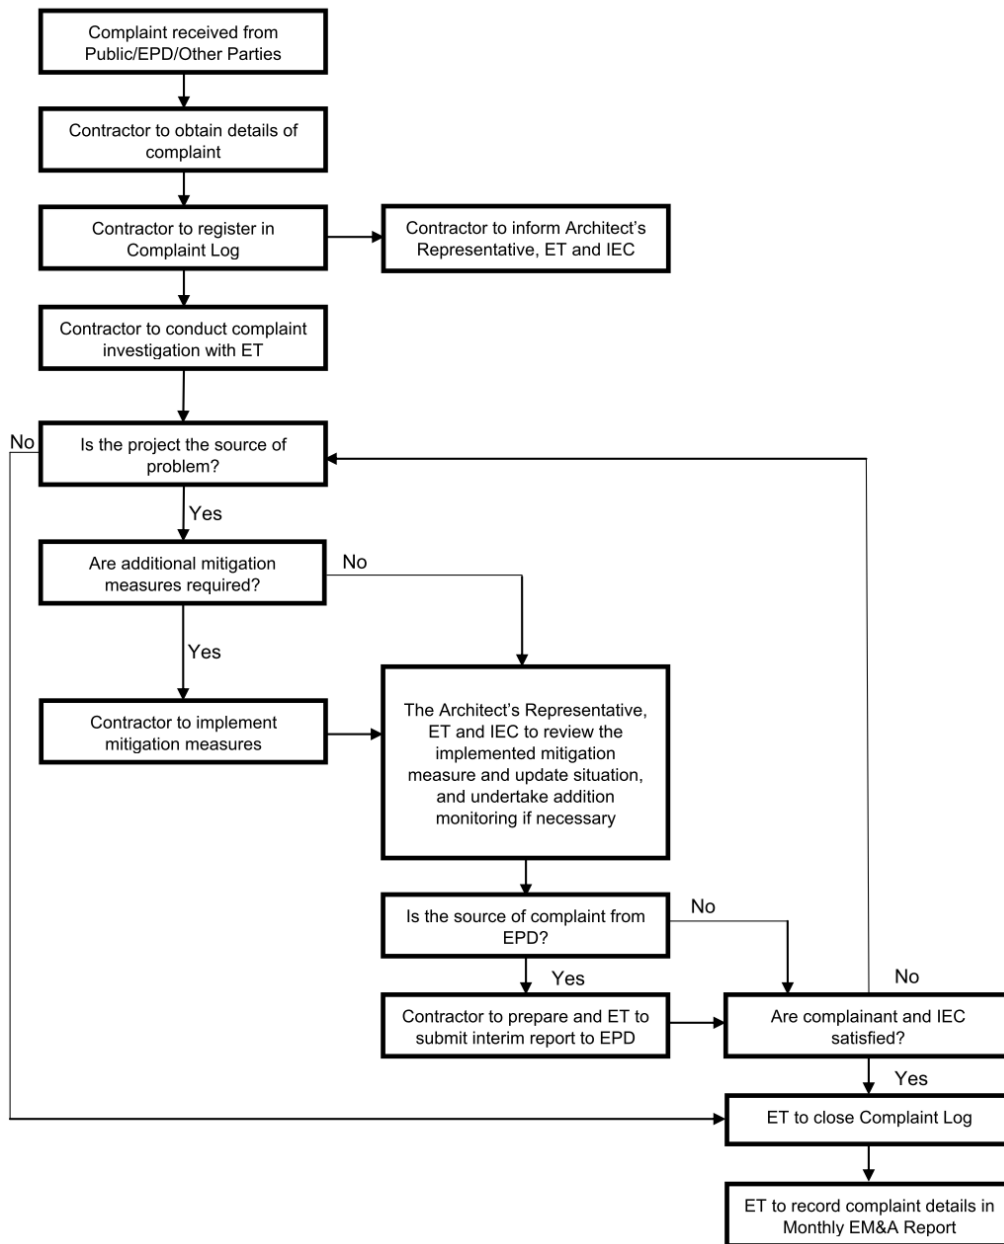 Complaint received from
Public/EPD/Other Parties
Contractor to obtain details of
complaint
Contractor to register in
Complaint Log
Contractor to inform Architect’s
Representative, ET and IEC
Contractor to conduct complaint
investigation with ET
No
Is the project the source of
problem?
Yes
Are additional mitigation
measures required?
No
Yes
Contractor to implement
mitigation measures
The Architect’s Representative,
ET and IEC to review the
implemented mitigation
measure and update situation,
and undertake addition
monitoring if necessary
Is the source of complaint from
EPD?
No
Yes
Contractor to prepare and ET to
submit interim report to EPD
No
Are complainant and IEC
satisfied?
Yes
ET to close Complaint Log
ET to record complaint details in
Monthly EM&A Report